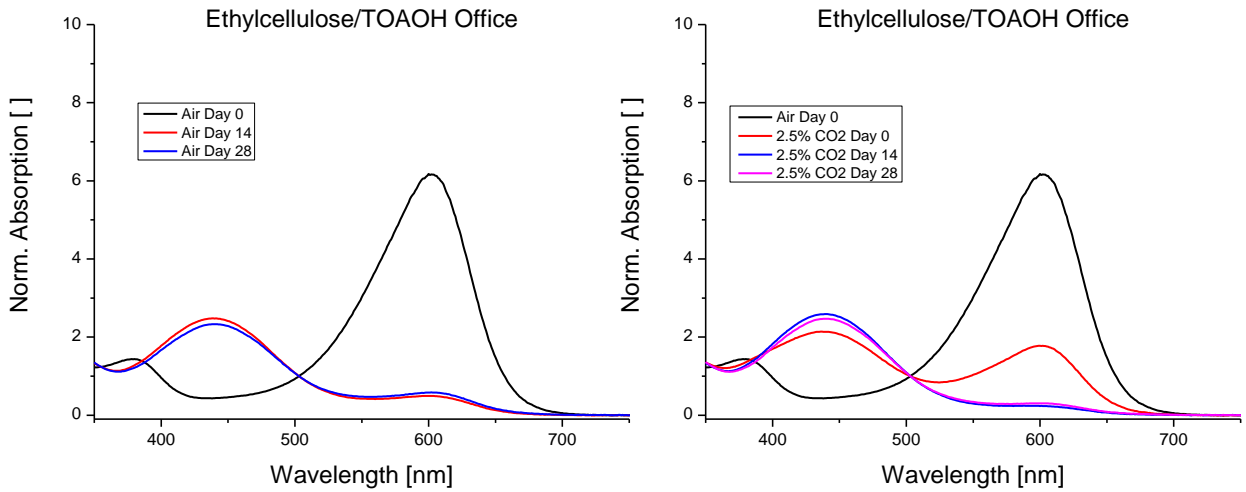 Ethylcellulose/TOAOH Office
10
8
6
4
2
0
Norm. Absorption [ ]
Air Day 0
Air Day 14
Air Day 28
400
500
600
700
Wavelength [nm]
Ethylcellulose/TOAOH Office
10
8
6
4
2
0
Norm. Absorption [ ]
Air Day 0
2.5% CO2 Day 0
2.5% CO2 Day 14
2.5% CO2 Day 28
400
500
600
700
Wavelength [nm]